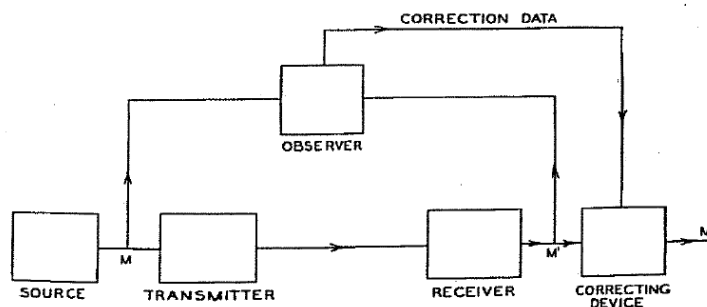 CORRECTION DATA
OBSERVER
M
M'
M
SOURCE
TRANSMITTER
RECEIVER
CORRECTING
DEVICE